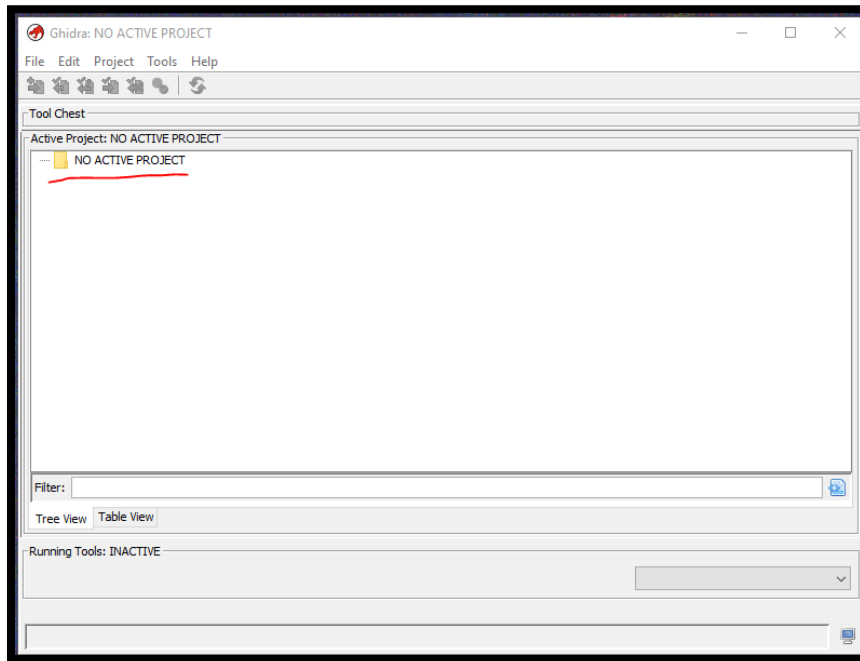 Ghidra: NO ACTIVE PROJECT
File Edit Project Tools Help
Tool Chest
Active Project: NO ACTIVE PROJECT
NO ACTIVE PROJECT
Filter:
Tree View Table View
Running Tools: INACTIVE